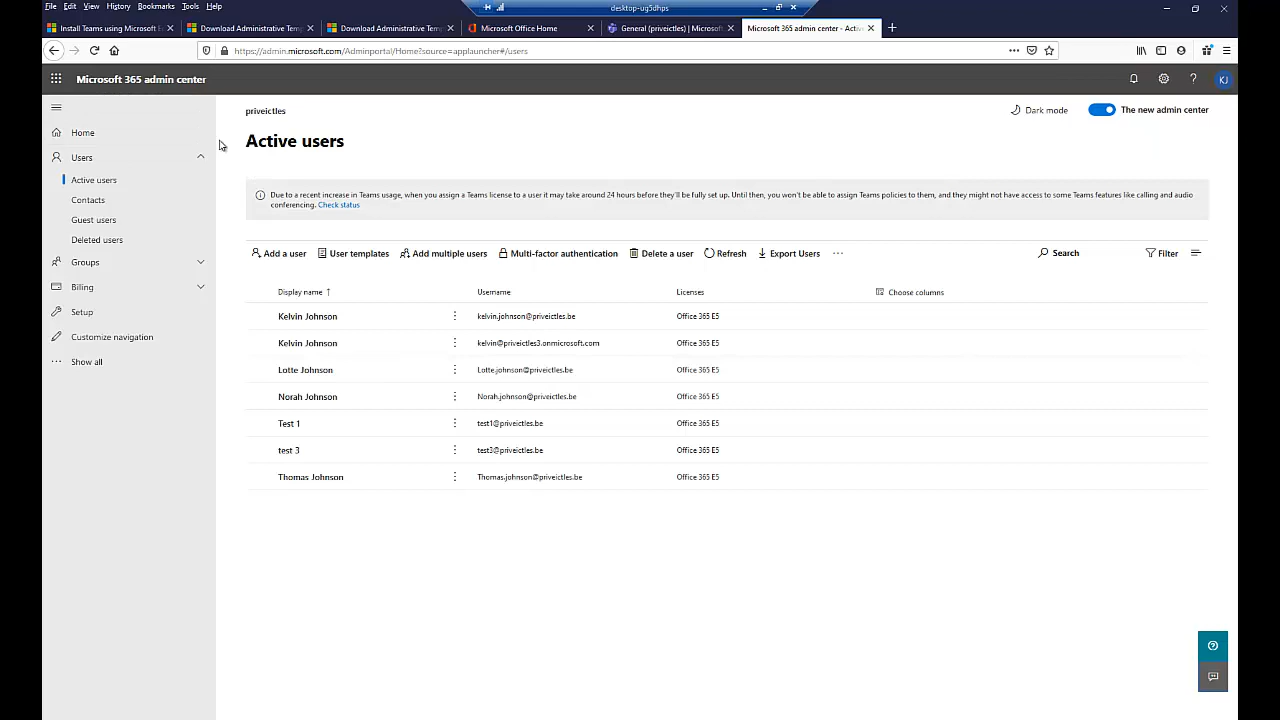 File Edit View History Bookmarks Tools Help
desktop-ug5dhps
Install Teams using Microsoft E
Download Administrative Temp
Download Administrative Temp
Microsoft Office Home
General (priveictles) | Microsoft
Microsoft 365 admin center - Activ
https://admin.microsoft.com/Adminportal/Home?source=applauncher#/users
Microsoft 365 admin center
KJ
Home
Users
Active users
Contacts
Guest users
Deleted users
Groups
Billing
Setup
Customize navigation
Show all
priveictles
Dark mode
The new admin center
Active users
Due to a recent increase in Teams usage, when you assign a Teams license to a user it may take around 24 hours before they'll be fully set up. Until then, you won't be able to assign Teams policies to them, and they might not have access to some Teams features like calling and audio
conferencing. Check status
Add a user User templates Add multiple users Multi-factor authentication Delete a user Refresh Export Users Search Filter
Display name ↑ Username Licenses Choose columns
Kelvin Johnson kelvin.johnson@priveictles.be Office 365 E5
Kelvin Johnson kelvin@priveictles3.onmicrosoft.com Office 365 E5
Lotte Johnson Lotte.johnson@priveictles.be Office 365 E5
Norah Johnson Norah.johnson@priveictles.be Office 365 E5
Test 1 test1@priveictles.be Office 365 E5
test 3 test3@priveictles.be Office 365 E5
Thomas Johnson Thomas.johnson@priveictles.be Office 365 E5